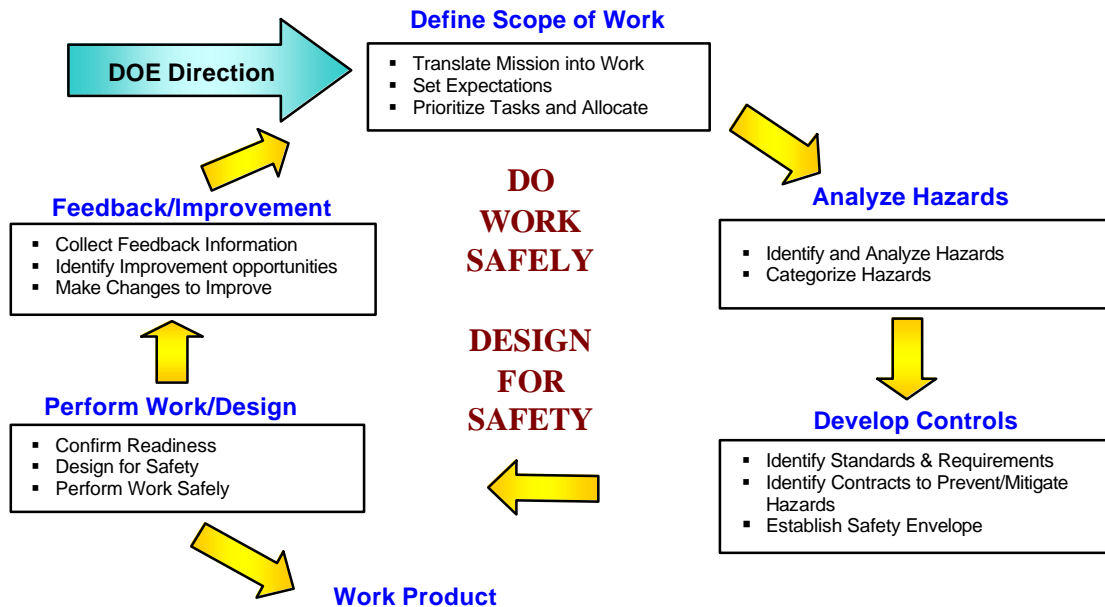 Define Scope of Work
DOE Direction
▪ Translate Mission into Work
▪ Set Expectations
▪ Prioritize Tasks and Allocate
DO
WORK
SAFELY
Analyze Hazards
▪ Identify and Analyze Hazards
▪ Categorize Hazards
Feedback/Improvement
▪ Collect Feedback Information
▪ Identify Improvement opportunities
▪ Make Changes to Improve
DESIGN
FOR
SAFETY
Develop Controls
▪ Identify Standards & Requirements
▪ Identify Contracts to Prevent/Mitigate
Hazards
▪ Establish Safety Envelope
Perform Work/Design
▪ Confirm Readiness
▪ Design for Safety
▪ Perform Work Safely
Work Product